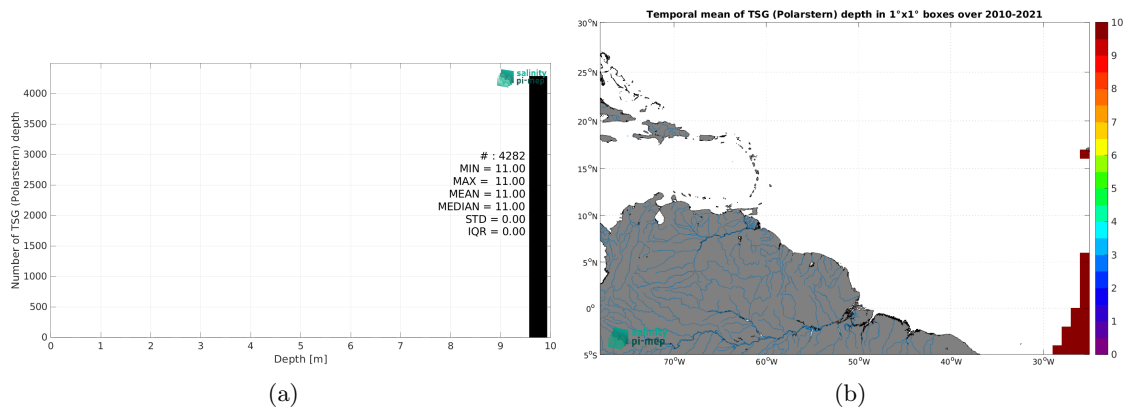 salinity
pi-mep
# : 4282
MIN = 11.00
MAX = 11.00
MEAN = 11.00
MEDIAN = 11.00
STD = 0.00
IQR = 0.00
Number of TSG (Polarstern) depth
4000
3500
3000
2500
2000
1500
1000
500
0
0 1 2 3 4 5 6 7 8 9 10
Depth [m]
(a)
Temporal mean of TSG (Polarstern) depth in 1°x1° boxes over 2010-2021
30°N
25°N
20°N
15°N
10°N
5°N
0°
5°S
70°W 60°W 50°W 40°W 30°W
salinity
pi-mep
10
9
8
7
6
5
4
3
2
1
0
(b)